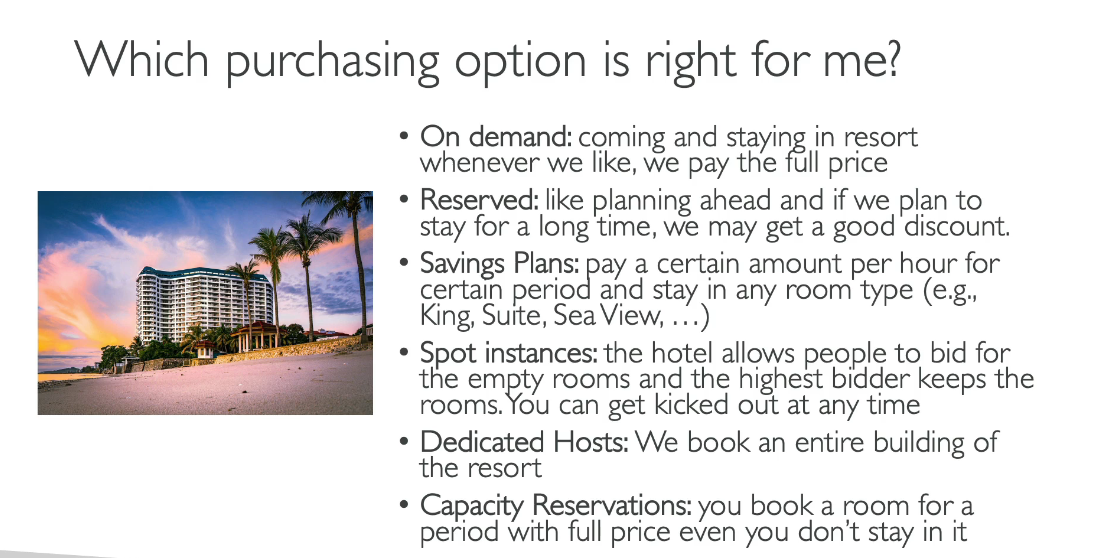 Which purchasing option is right for me?
• On demand: coming and staying in resort
whenever we like, we pay the full price
• Reserved: like planning ahead and if we plan to
stay for a long time, we may get a good discount.
• Savings Plans: pay a certain amount per hour for
certain period and stay in any room type (e.g.,
King, Suite, Sea View, …)
• Spot instances: the hotel allows people to bid for
the empty rooms and the highest bidder keeps the
rooms. You can get kicked out at any time
• Dedicated Hosts: We book an entire building of
the resort
• Capacity Reservations: you book a room for a
period with full price even you don’t stay in it